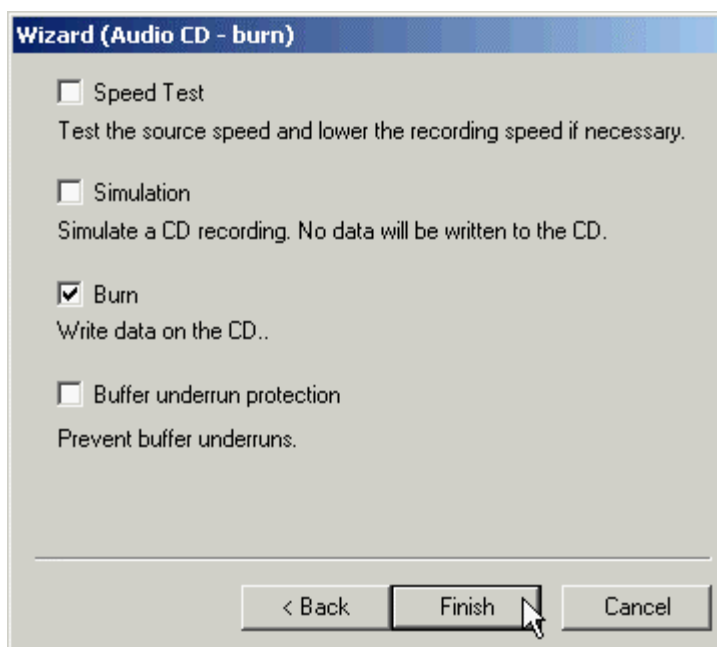 Wizard (Audio CD - burn)
Speed Test
Test the source speed and lower the recording speed if necessary.
Simulation
Simulate a CD recording. No data will be written to the CD.
Burn
Write data on the CD..
Buffer underrun protection
Prevent buffer underruns.
< Back Finish Cancel